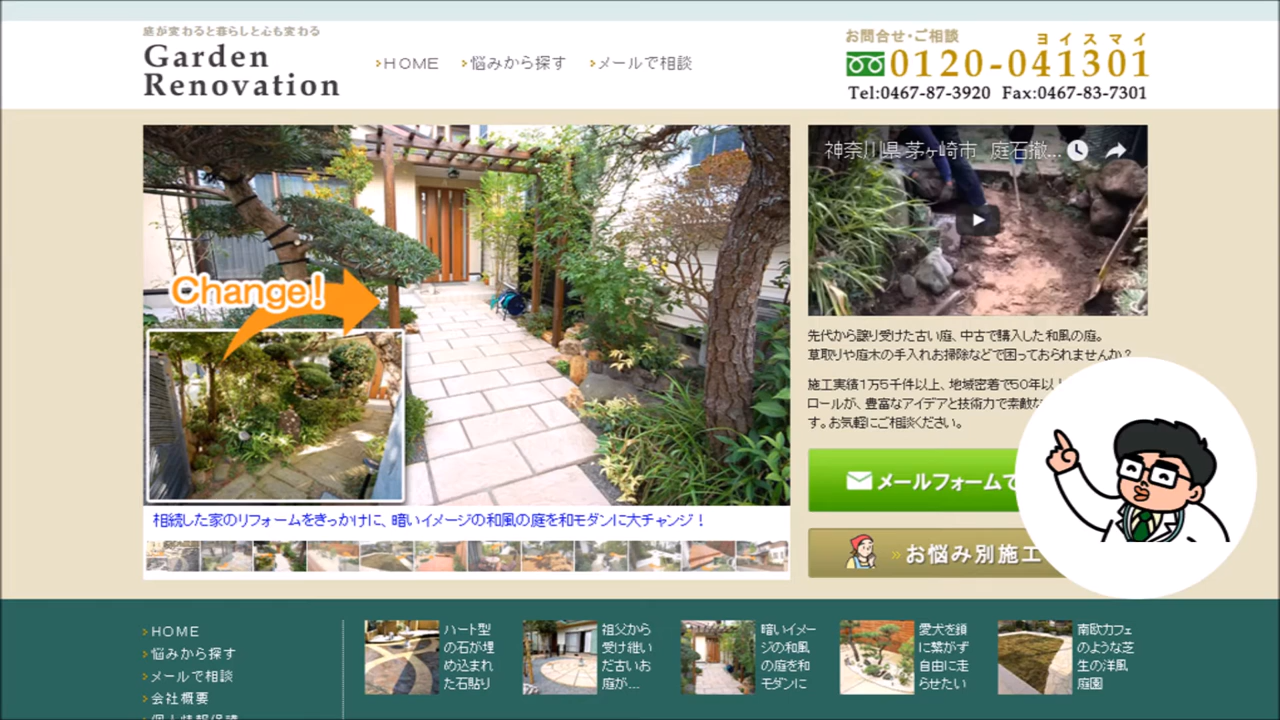 庭が変わると暮らしと心も変わる
Garden
Renovation
HOME
悩みから探す
メールで相談
お問合せ・ご相談
ヨイスマイ
0120-041301
Tel:0467-87-3920 Fax:0467-83-7301
Change!
相続した家のリフォームをきっかけに、暗いイメージの和風の庭を和モダンに大チャンジ！
神奈川県 茅ヶ崎市 庭石撤...
先代から譲り受けた古い庭、中古で購入した和風の庭。
草取りや庭木の手入れお掃除などで困っておられませんか？
施工実績1万5千件以上、地域密着で50年以
ロールが、豊富なアイデアと技術力で素敵な
す。お気軽にご相談ください。
メールフォームで
» お悩み別施工
HOME
悩みから探す
メールで相談
会社概要
ハート型
の石が埋
め込まれ
た石貼り
祖父から
受け継い
だ古いお
庭が...
暗いイメー
ジの和風
の庭を和
モダンに
愛犬を鎖
に繋がず
自由に走
らせたい
南欧カフェ
のような芝
生の洋風
庭園